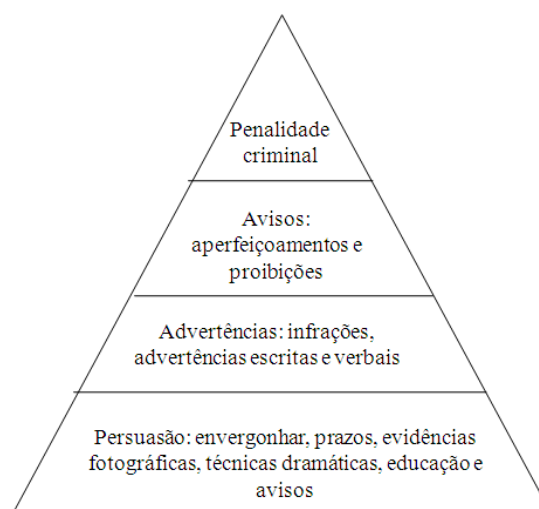 Penalidade
criminal
Avisos:
aperfeiçoamentos e
proibições
Advertências: infrações,
advertências escritas e verbais
Persuasão: envergonhar, prazos, evidências
fotográficas, técnicas dramáticas, educação e
avisos